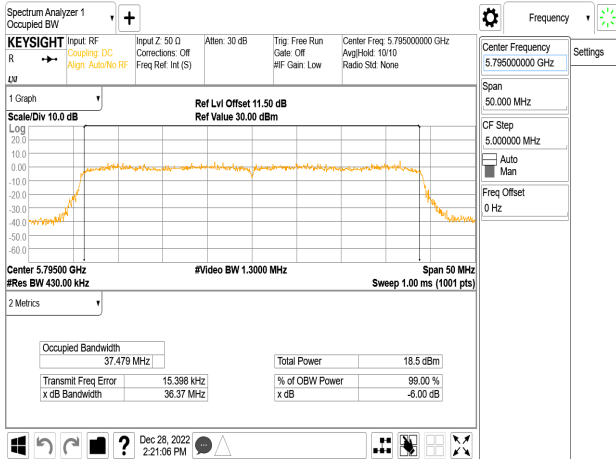 Spectrum Analyzer 1
Occupied BW
Frequency
KEYSIGHT Input: RF Input Z: 50 Ω Atten: 30 dB Trig: Free Run Center Freq: 5.795000000 GHz
R Coupling: DC Corrections: Off Gate: Off Avg|Hold: 10/10
Align: Auto/No RF Freq Ref: Int (S) #IF Gain: Low Radio Std: None
LXI
Center Frequency
5.795000000 GHz
Settings
Span
50.000 MHz
CF Step
5.000000 MHz
Auto
Man
Freq Offset
0 Hz
1 Graph
Ref Lvl Offset 11.50 dB
Scale/Div 10.0 dB Ref Value 30.00 dBm
Log
20.0
10.0
0.00
-10.0
-20.0
-30.0
-40.0
-50.0
-60.0
Center 5.79500 GHz #Video BW 1.3000 MHz Span 50 MHz
#Res BW 430.00 kHz Sweep 1.00 ms (1001 pts)
2 Metrics
Occupied Bandwidth
37.479 MHz Total Power 18.5 dBm
Transmit Freq Error 15.398 kHz % of OBW Power 99.00 %
x dB Bandwidth 36.37 MHz x dB -6.00 dB
? Dec 28, 2022
2:21:06 PM